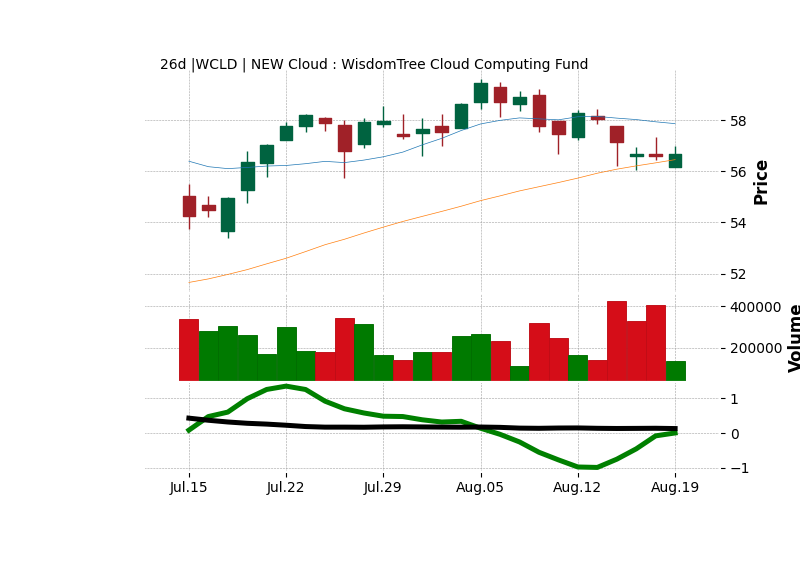 26d |WCLD | NEW Cloud : WisdomTree Cloud Computing Fund
58
56
54
52
Price
400000
200000
Volume
1
0
−1
Jul.15 Jul.22 Jul.29 Aug.05 Aug.12 Aug.19